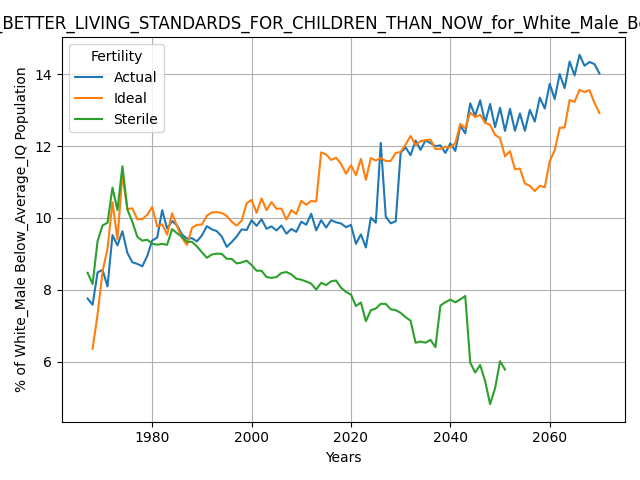 _BETTER_LIVING_STANDARDS_FOR_CHILDREN_THAN_NOW_for_White_Male_Be
Fertility
Actual
Ideal
Sterile
% of White_Male Below_Average_IQ Population
14
12
10
8
6
1980
2000
2020
2040
2060
Years